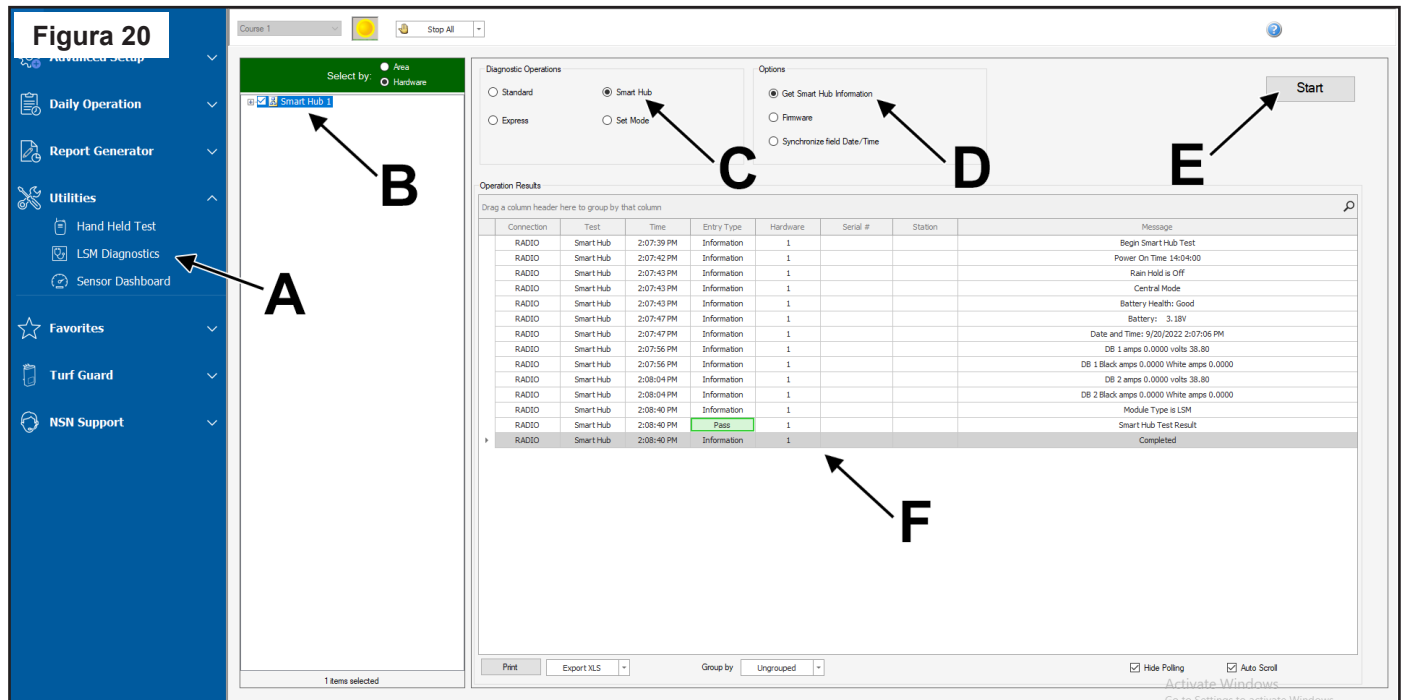 Figura 20
Advanced Setup
Daily Operation
Report Generator
Utilities
Hand Held Test
LSM Diagnostics
Sensor Dashboard
Favorites
Turf Guard
NSN Support
Course 1
Stop All
Select by:
Area
Hardware
Smart Hub 1
1 items selected
Diagnostic Operations
Standard
Smart Hub
Express
Set Mode
Options
Get Smart Hub Information
Firmware
Synchronize field Date/Time
Start
A
B
C
D
E
F
Operation Results
Drag a column header here to group by that column
Connection Test Time Entry Type Hardware Serial # Station Message
RADIO Smart Hub 2:07:39 PM Information 1 Begin Smart Hub Test
RADIO Smart Hub 2:07:42 PM Information 1 Power On Time 14:04:00
RADIO Smart Hub 2:07:43 PM Information 1 Rain Hold is Off
RADIO Smart Hub 2:07:43 PM Information 1 Central Mode
RADIO Smart Hub 2:07:43 PM Information 1 Battery Health: Good
RADIO Smart Hub 2:07:47 PM Information 1 Battery: 3.18V
RADIO Smart Hub 2:07:47 PM Information 1 Date and Time: 9/20/2022 2:07:06 PM
RADIO Smart Hub 2:07:56 PM Information 1 DB 1 amps 0.0000 volts 38.80
RADIO Smart Hub 2:07:56 PM Information 1 DB 1 Black amps 0.0000 White amps 0.0000
RADIO Smart Hub 2:08:04 PM Information 1 DB 2 amps 0.0000 volts 38.80
RADIO Smart Hub 2:08:04 PM Information 1 DB 2 Black amps 0.0000 White amps 0.0000
RADIO Smart Hub 2:08:40 PM Information 1 Module Type is LSM
RADIO Smart Hub 2:08:40 PM Pass 1 Smart Hub Test Result
RADIO Smart Hub 2:08:40 PM Information 1 Completed
Print
Export XLS
Group by
Ungrouped
Hide Polling
Auto Scroll
Activate Windows
Go to Settings to activate Windows